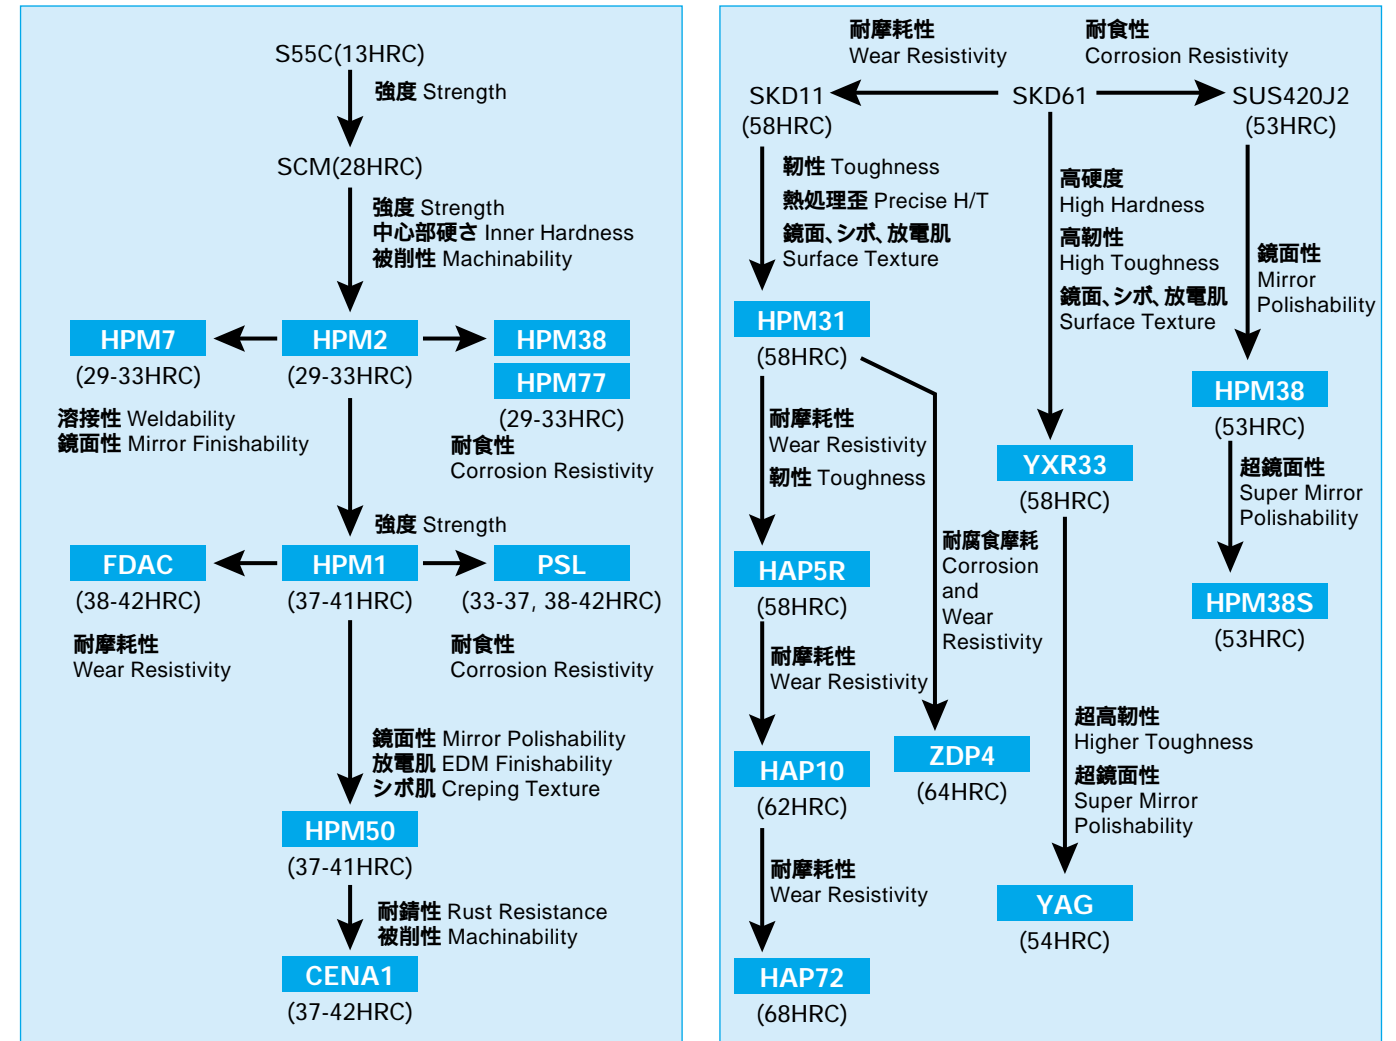 S55C(13HRC)
強度 Strength
SCM(28HRC)
強度 Strength
中心部硬さ Inner Hardness
被削性 Machinability
HPM7
HPM2
HPM38
(29-33HRC)
(29-33HRC)
HPM77
(29-33HRC)
溶接性 Weldability
鏡面性 Mirror Finishability
耐食性
Corrosion Resistivity
強度 Strength
FDAC
HPM1
PSL
(38-42HRC)
(37-41HRC)
(33-37, 38-42HRC)
耐摩耗性
Wear Resistivity
耐食性
Corrosion Resistivity
鏡面性 Mirror Polishability
放電肌 EDM Finishability
シボ肌 Creping Texture
HPM50
(37-41HRC)
耐錆性 Rust Resistance
被削性 Machinability
CENA1
(37-42HRC)
耐摩耗性
Wear Resistivity
耐食性
Corrosion Resistivity
SKD11
(58HRC)
SKD61
SUS420J2
(53HRC)
靭性 Toughness
熱処理歪 Precise H/T
鏡面、シボ、放電肌
Surface Texture
高硬度
High Hardness
高靭性
High Toughness
鏡面、シボ、放電肌
Surface Texture
鏡面性
Mirror
Polishability
HPM31
(58HRC)
HPM38
(53HRC)
耐摩耗性
Wear Resistivity
靭性 Toughness
YXR33
(58HRC)
超鏡面性
Super Mirror
Polishability
耐腐食摩耗
Corrosion
and
Wear
Resistivity
HAP5R
(58HRC)
HPM38S
(53HRC)
耐摩耗性
Wear Resistivity
超高靭性
Higher Toughness
超鏡面性
Super Mirror
Polishability
HAP10
(62HRC)
ZDP4
(64HRC)
耐摩耗性
Wear Resistivity
YAG
(54HRC)
HAP72
(68HRC)